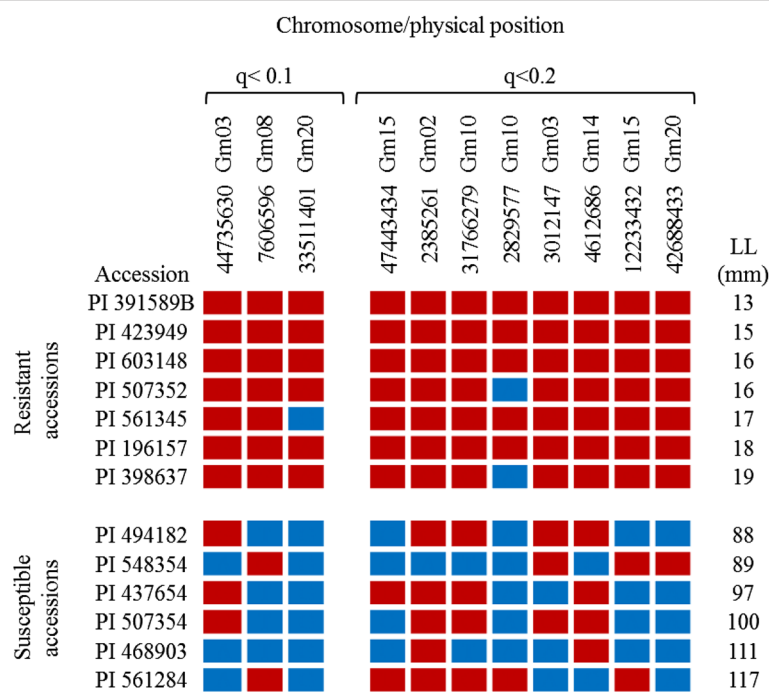 Chromosome/physical position
q< 0.1 q<0.2
44735630 Gm03
7606596 Gm08
33511401 Gm20
47443434 Gm15
2385261 Gm02
31766279 Gm10
2829577 Gm10
3012147 Gm03
4612686 Gm14
12233432 Gm15
42688433 Gm20
LL
(mm)
Accession
Resistant
accessions
PI 391589B 13
PI 423949 15
PI 603148 16
PI 507352 16
PI 561345 17
PI 196157 18
PI 398637 19
Susceptible
accessions
PI 494182 88
PI 548354 89
PI 437654 97
PI 507354 100
PI 468903 111
PI 561284 117